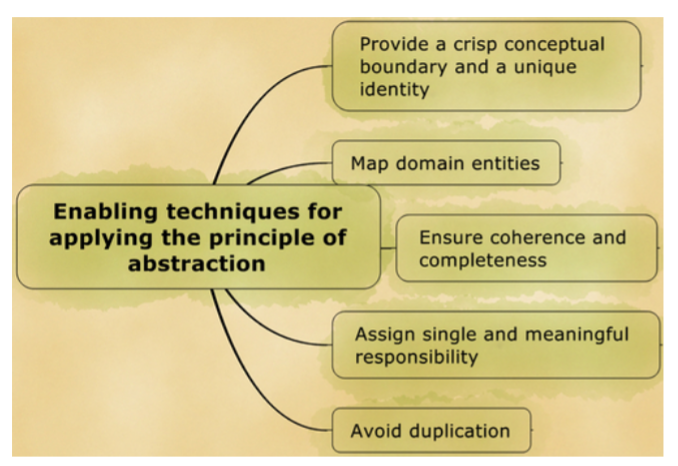 Provide a crisp conceptual
boundary and a unique
identity
Map domain entities
Enabling techniques for
applying the principle of
abstraction
Ensure coherence and
completeness
Assign single and meaningful
responsibility
Avoid duplication